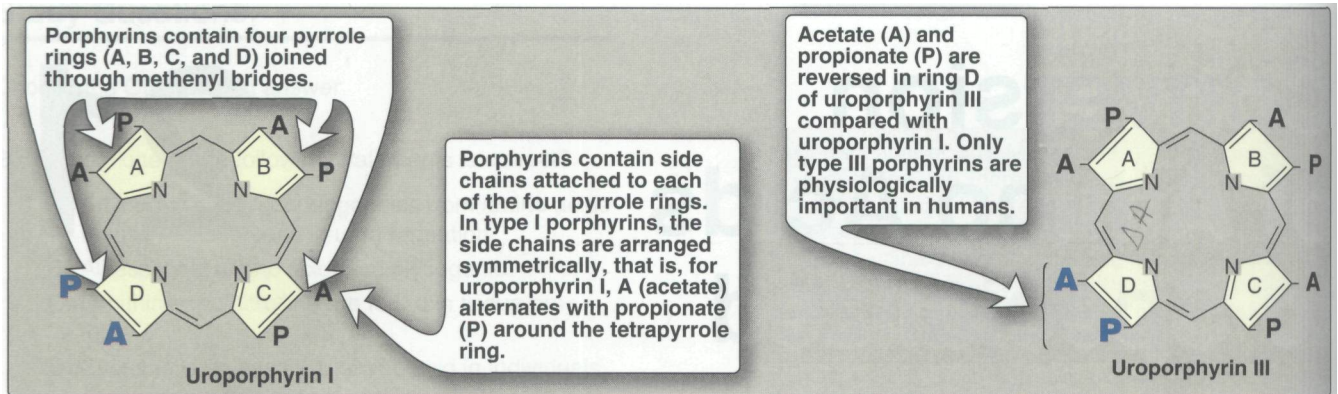 Porphyrins contain four pyrrole
rings (A, B, C, and D) joined
through methenyl bridges.
P
A
A
A
B
P
N
N
N
N
P
D
C
A
A
P
Uroporphyrin I
Porphyrins contain side
chains attached to each
of the four pyrrole rings.
In type I porphyrins, the
side chains are arranged
symmetrically, that is, for
uroporphyrin I, A (acetate)
alternates with propionate
(P) around the tetrapyrrole
ring.
Acetate (A) and
propionate (P) are
reversed in ring D
of uroporphyrin III
compared with
uroporphyrin I. Only
type III porphyrins are
physiologically
important in humans.
P
A
A
A
B
P
N
N
N
N
A
D
C
A
P
P
Uroporphyrin III